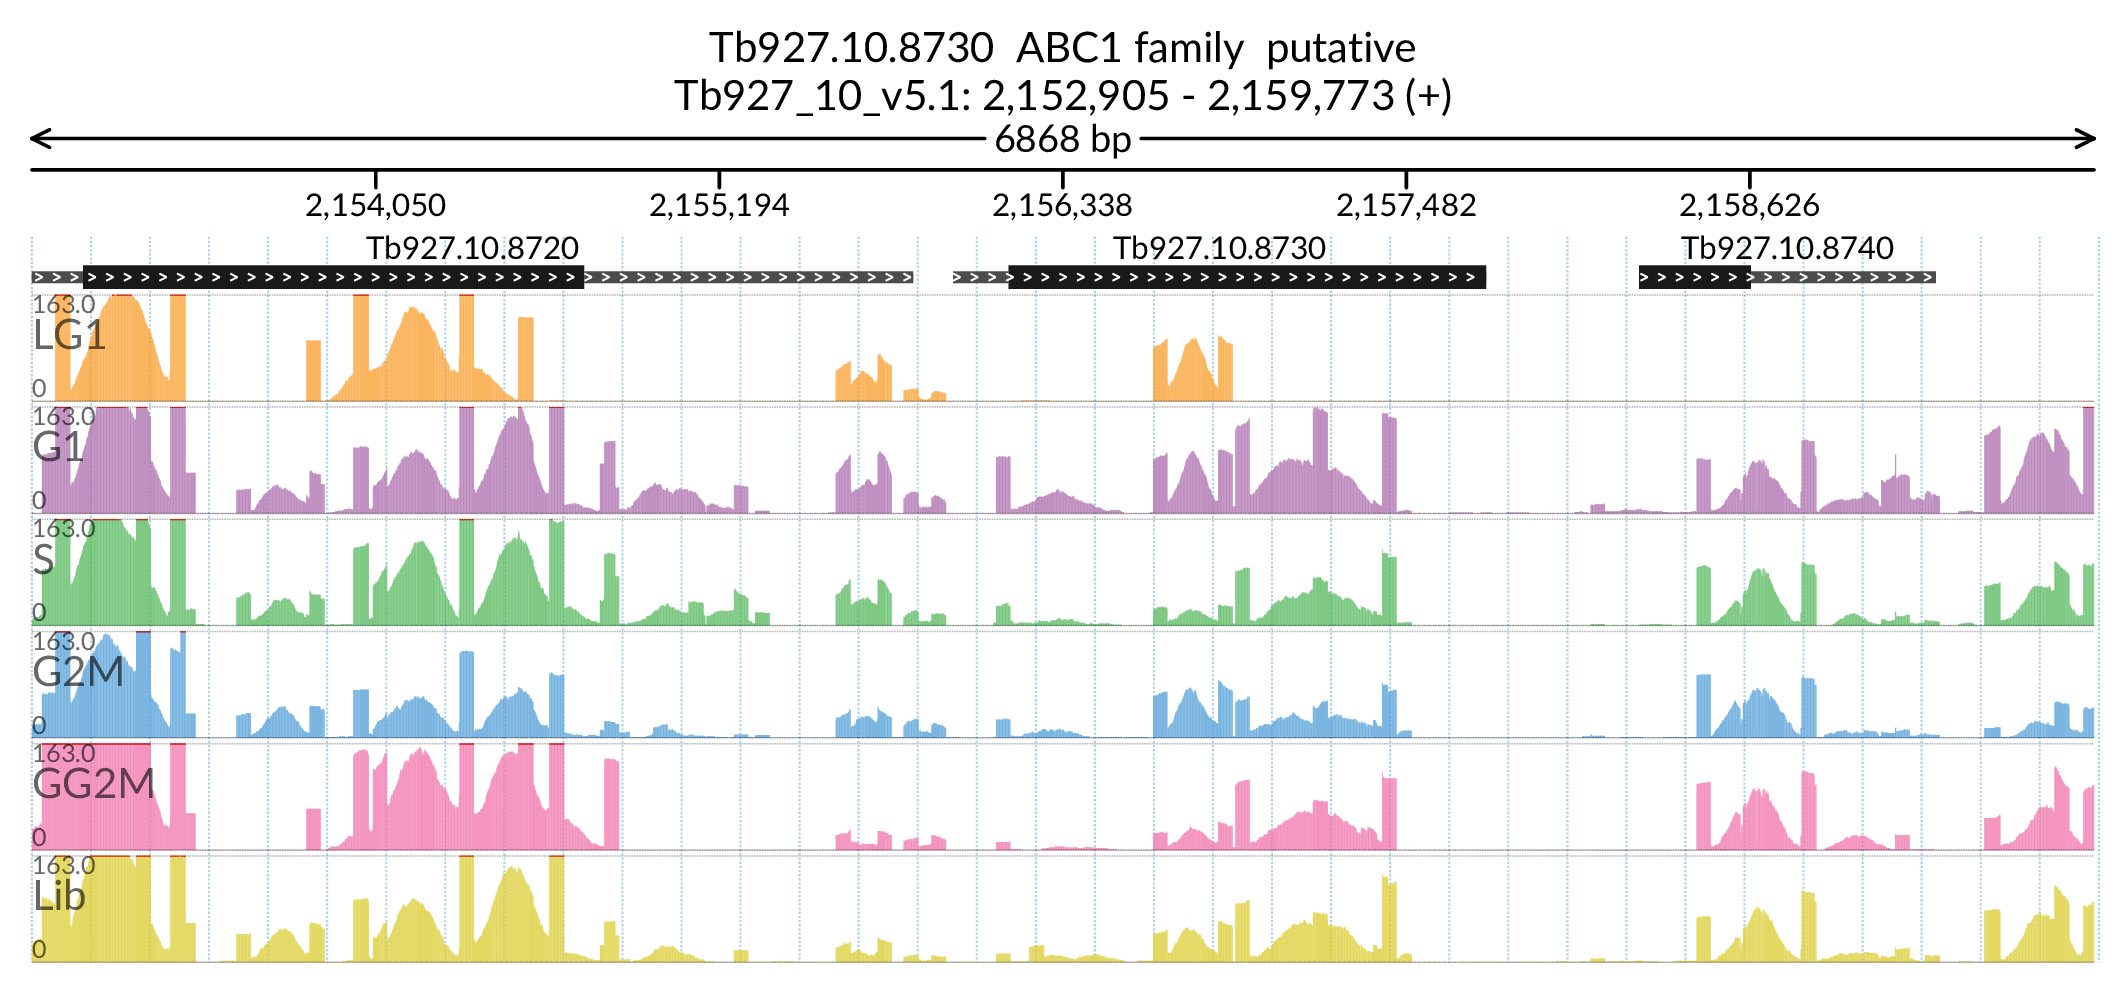 Tb927.10.8730  ABC1 family  putative
Tb927_10_v5.1: 2,152,905 - 2,159,773 (+)
6868 bp
2,154,050 2,155,194 2,156,338 2,157,482 2,158,626
Tb927.10.8720 Tb927.10.8730 Tb927.10.8740
163.0
LG1
0
163.0
G1
0
163.0
S
0
163.0
G2M
0
163.0
GG2M
0
163.0
Lib
0